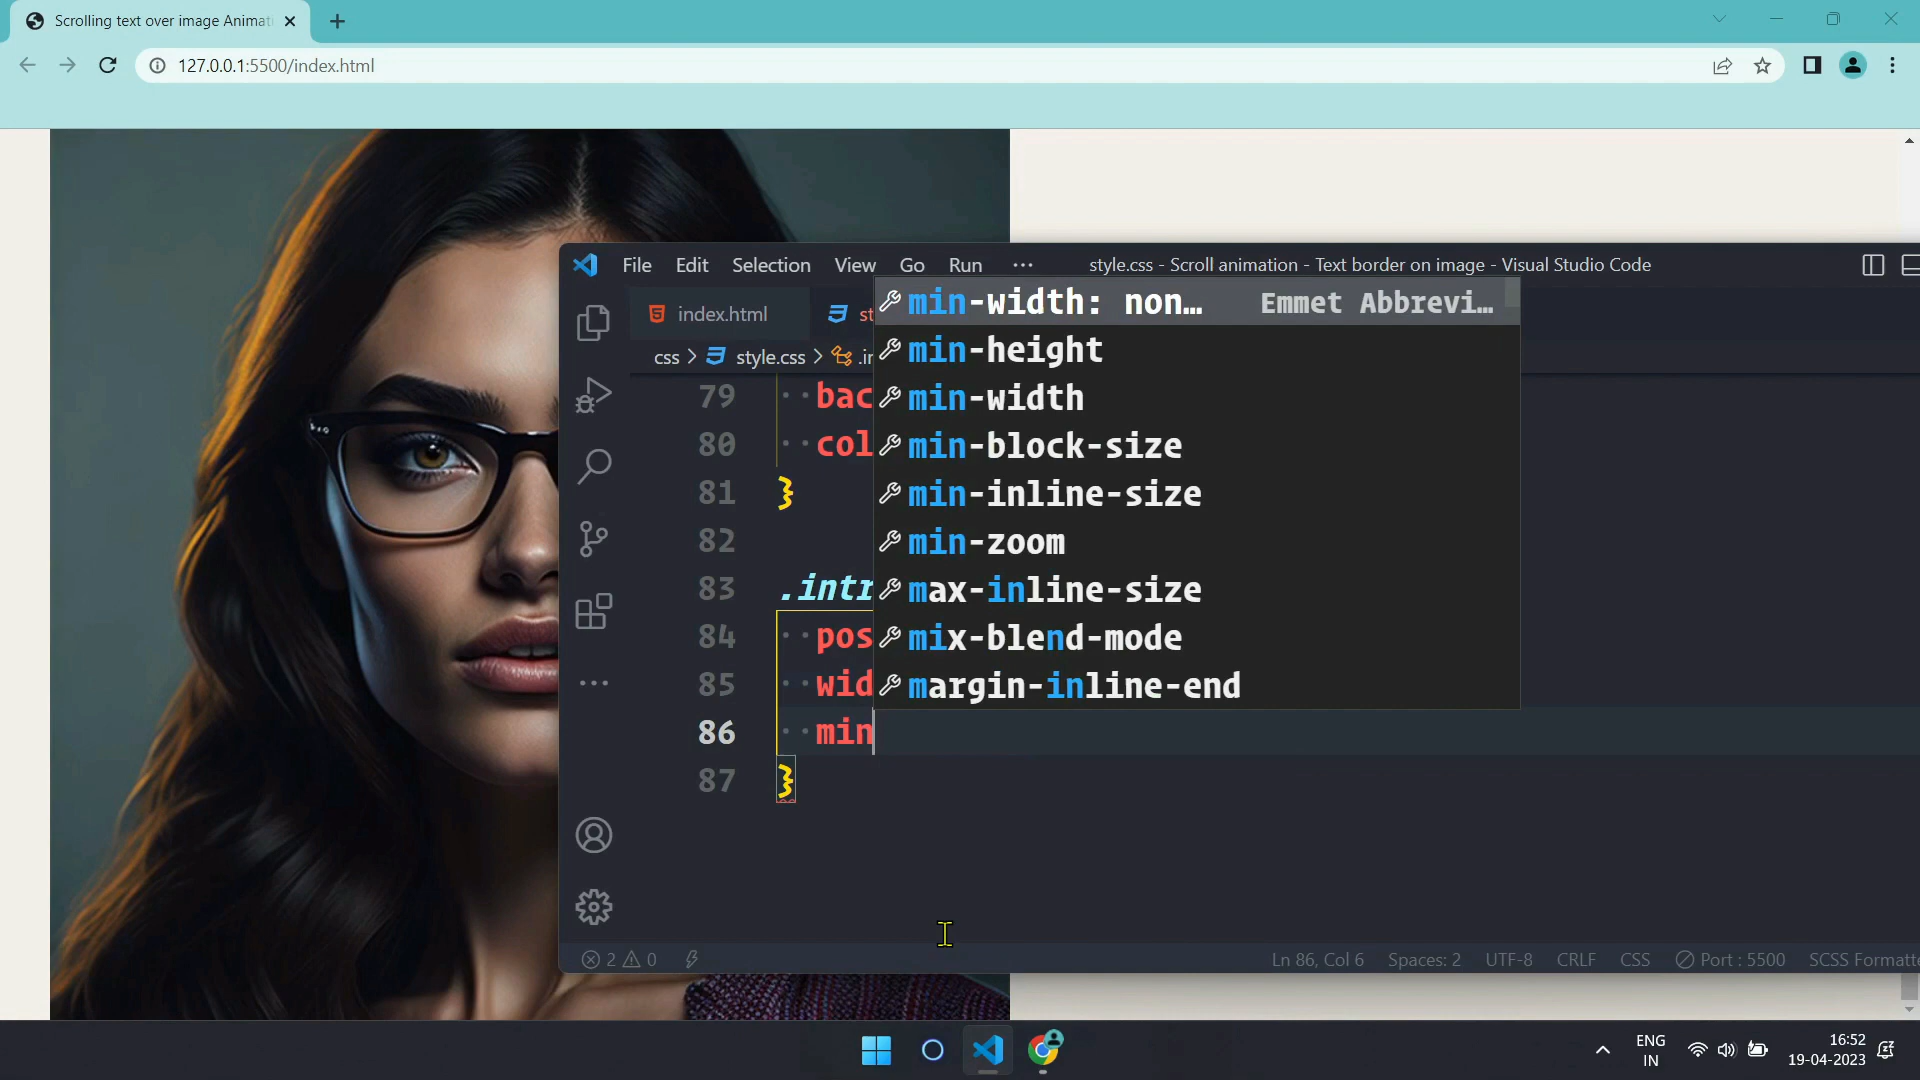 Scrolling text over image Animati
127.0.0.1:5500/index.html
File Edit Selection View Go Run ··· style.css - Scroll animation - Text border on image - Visual Studio Code
index.html st
css > style.css > .in
min-width: non… Emmet Abbrevi…
min-height
min-width
min-block-size
min-inline-size
min-zoom
max-inline-size
mix-blend-mode
margin-inline-end
79 bac
80 col
81 }
82
83 .intr
84 pos
85 wid
86 min
87 }
2 0 Ln 86, Col 6 Spaces: 2 UTF-8 CRLF CSS Port : 5500 SCSS Formatte
ENG
IN
16:52
19-04-2023